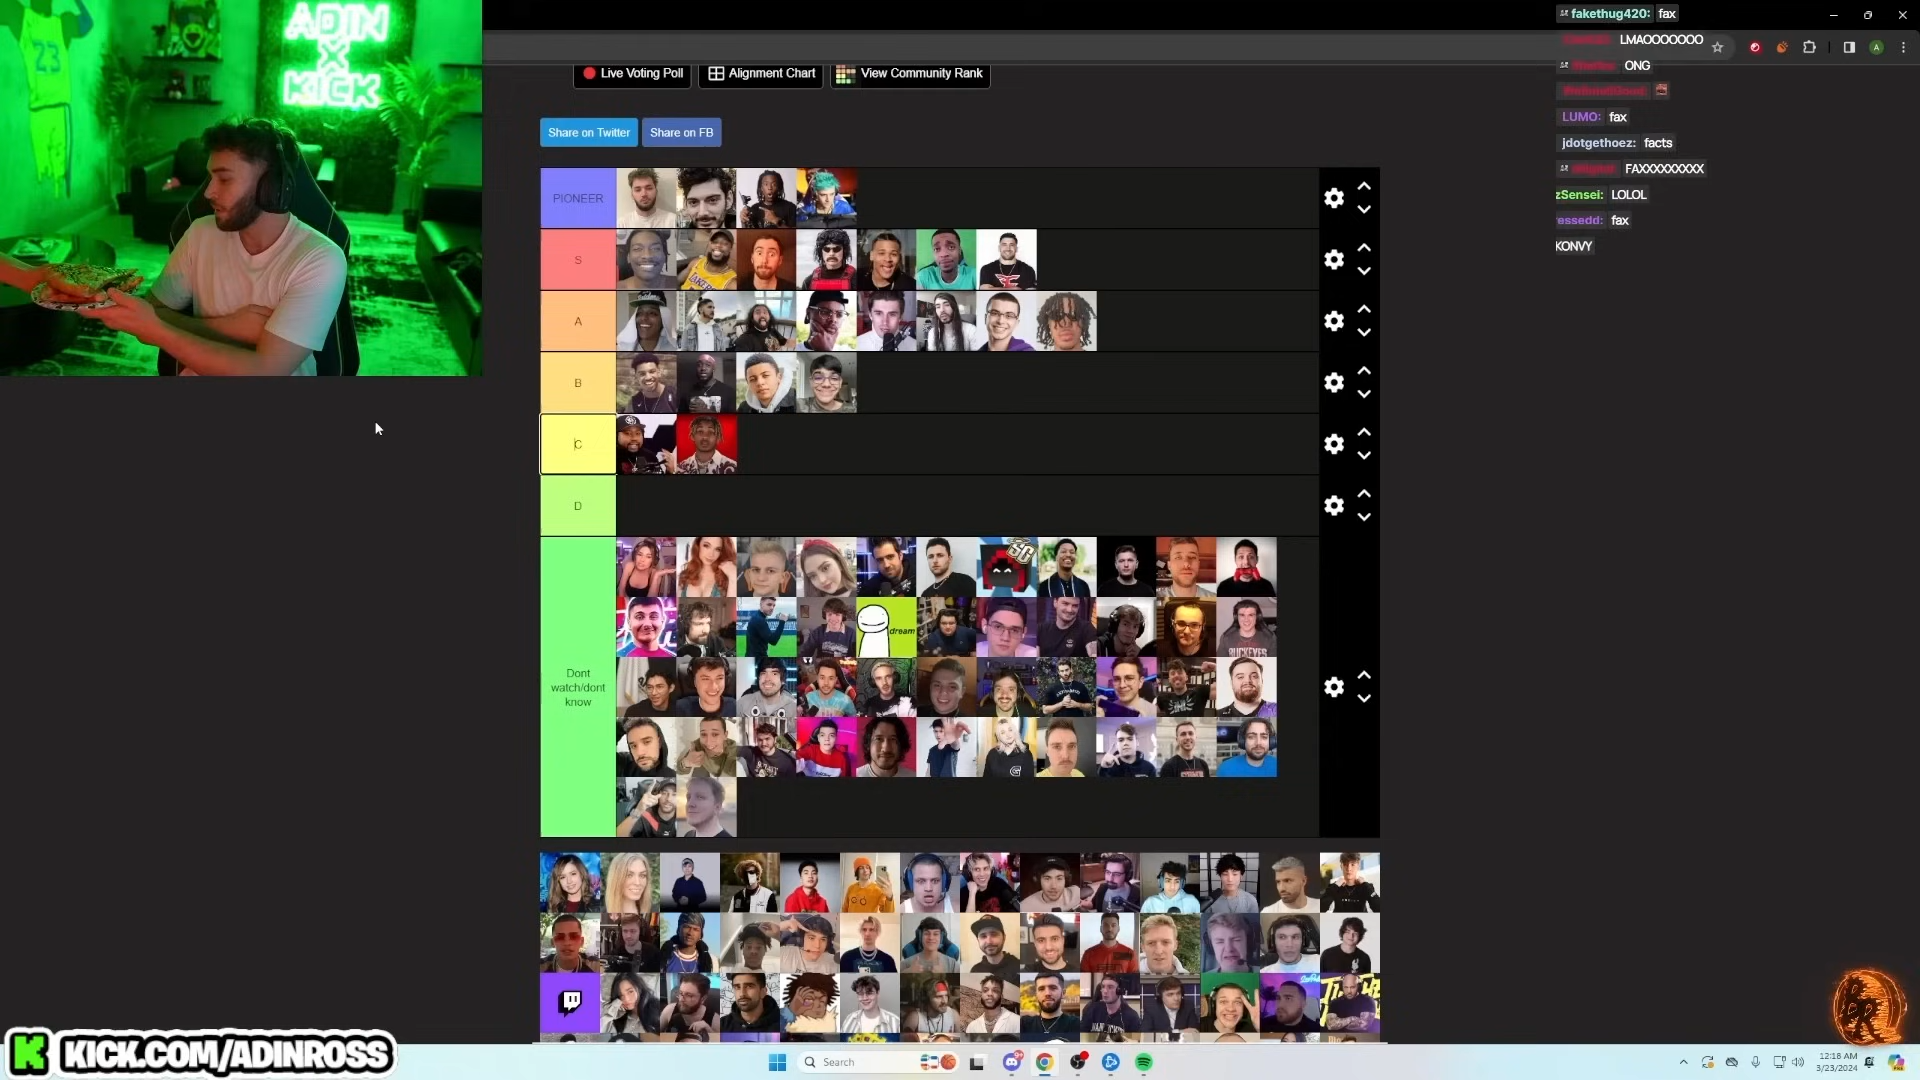 23
ADIN
X
KICK
Live Voting Poll
Alignment Chart
View Community Rank
Share on Twitter
Share on FB
PIONEER
S
A
B
C
D
Dont
watch/dont
know
dream
BUCKEYES
fakethug420: fax
LMAOOOOOOO
ONG
LUMO: fax
jdotgethoez: facts
FAXXXXXXXXX
zSensei: LOLOL
essedd: fax
KONVY
KICK.COM/ADINROSS
Search
12:18 AM
3/23/2024